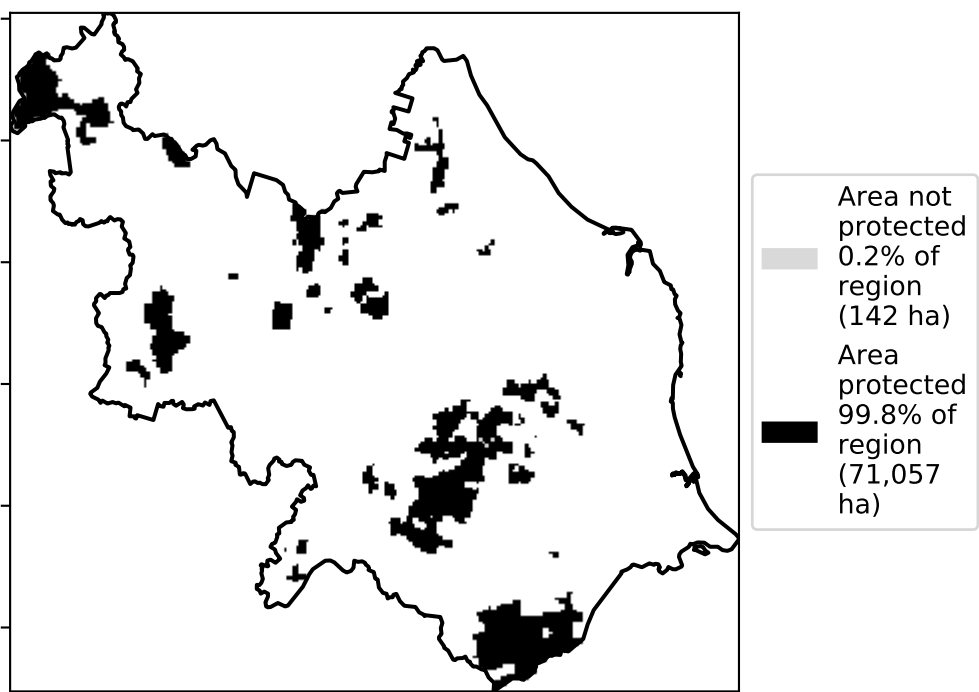 Area not
protected
0.2% of
region
(142 ha)
Area
protected
99.8% of
region
(71,057
ha)